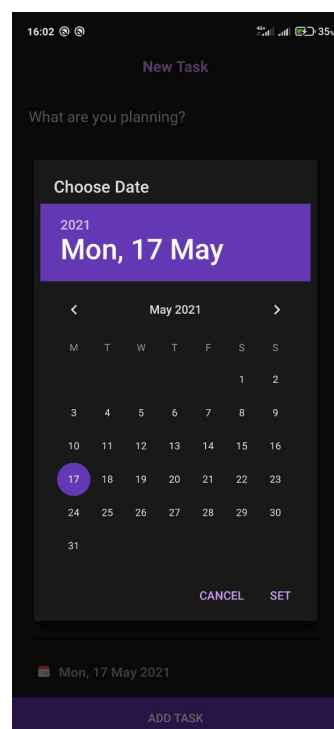 16:02 4G+ 35%
New Task
What are you planning?
Choose Date
2021
Mon, 17 May
May 2021
M T W T F S S
1 2
3 4 5 6 7 8 9
10 11 12 13 14 15 16
17 18 19 20 21 22 23
24 25 26 27 28 29 30
31
CANCEL SET
Mon, 17 May 2021
ADD TASK